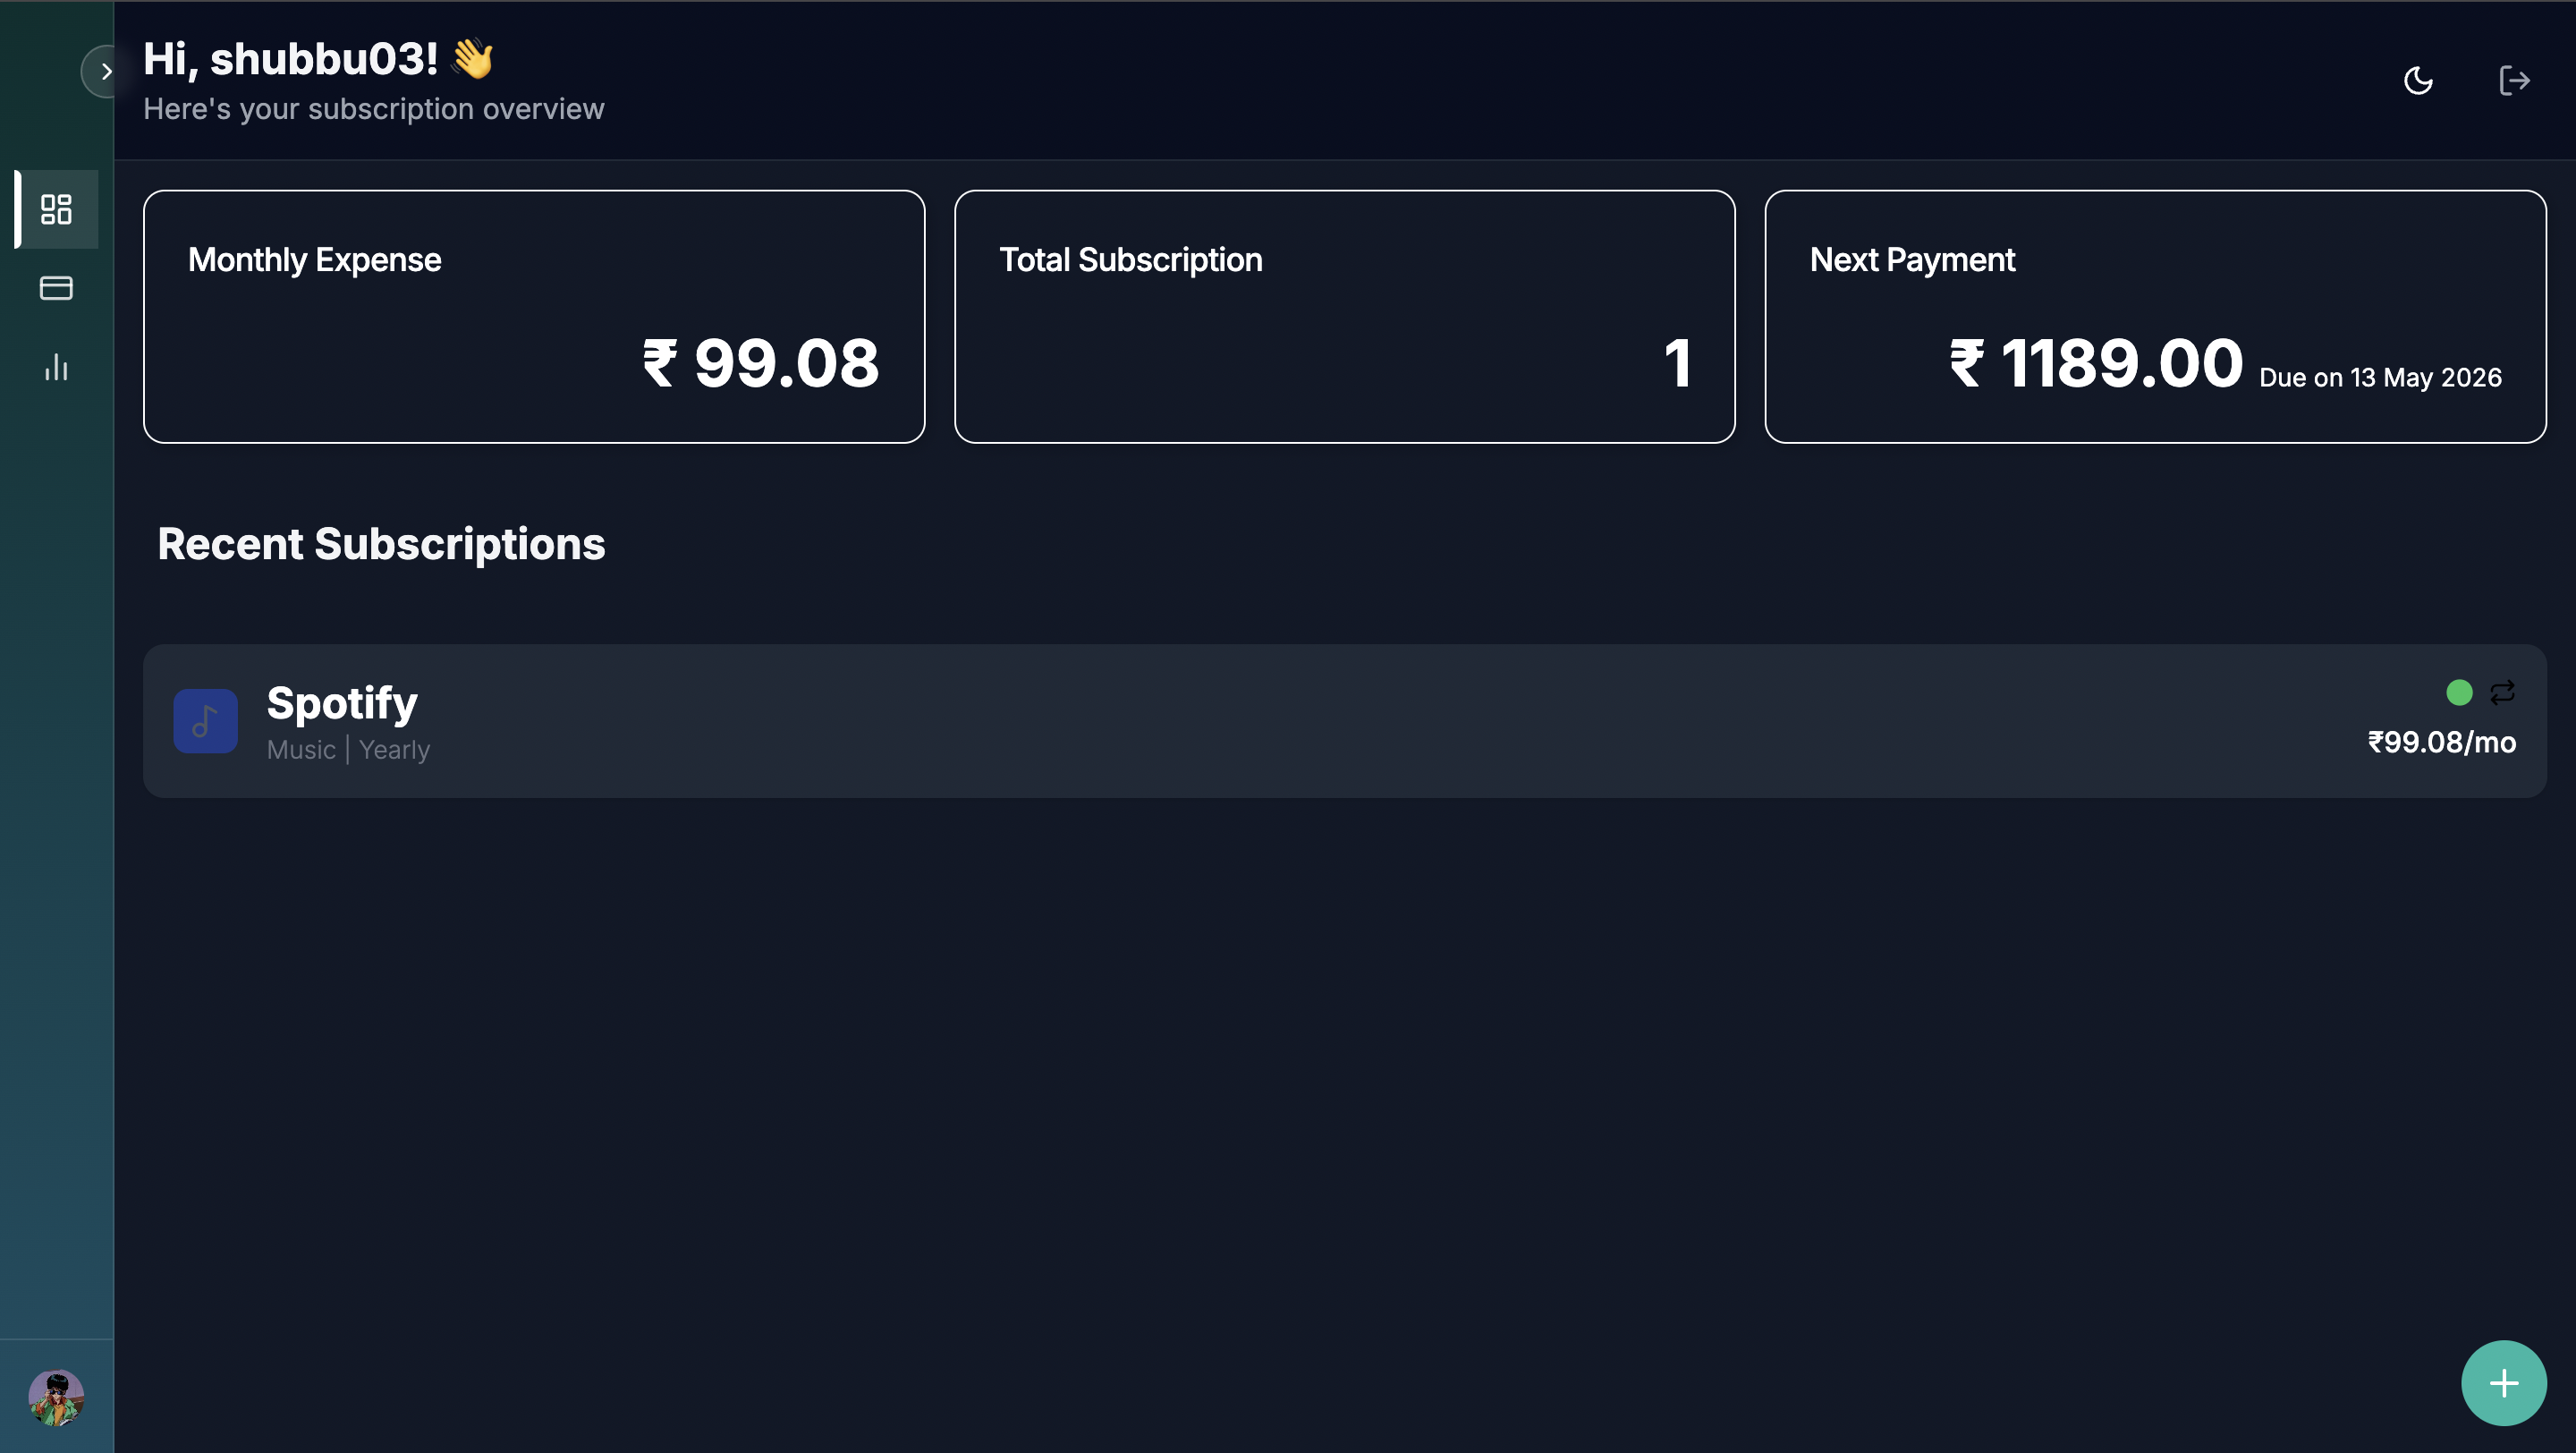 Hi, shubbu03! 👋
Here's your subscription overview
Monthly Expense
₹ 99.08
Total Subscription
1
Next Payment
₹ 1189.00 Due on 13 May 2026
Recent Subscriptions
Spotify
Music | Yearly
₹99.08/mo